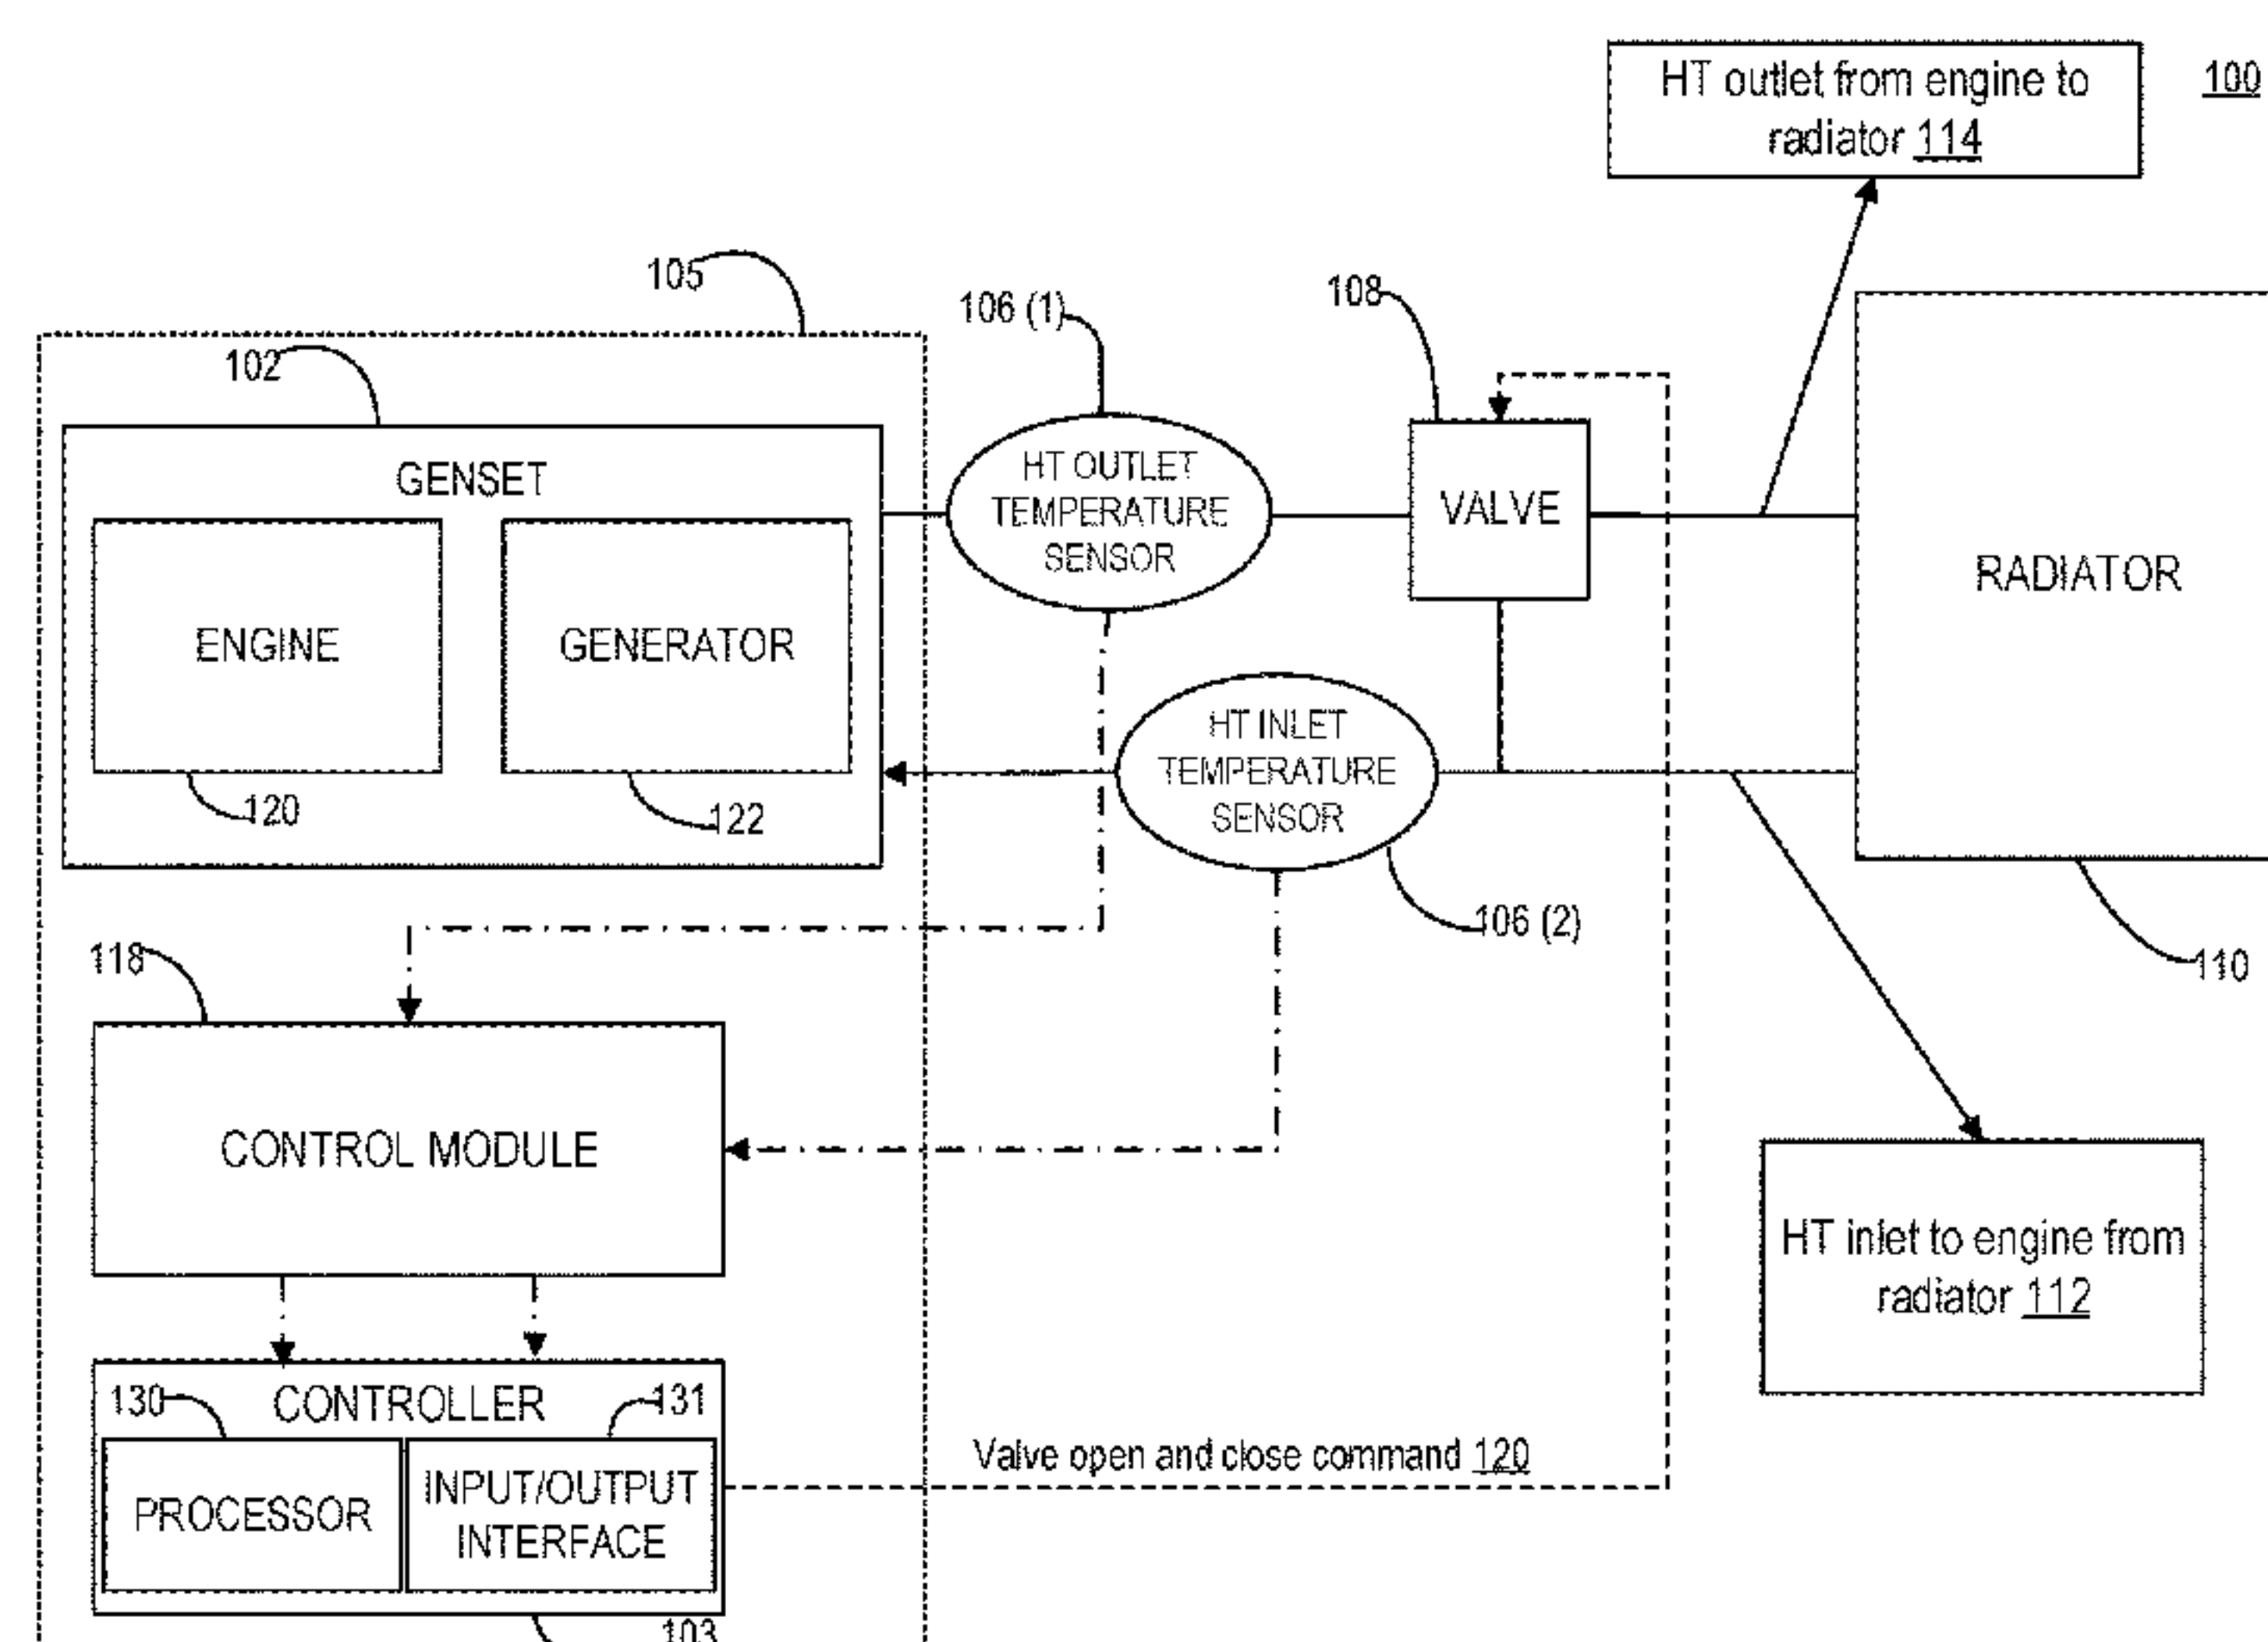 HT outlet from engine to
radiator 114
100
105
106 (1)
108
102
GENSET
HT OUTLET
TEMPERATURE
SENSOR
VALVE
RADIATOR
ENGINE
GENERATOR
HT INLET
TEMPERATURE
SENSOR
120
122
106 (2)
110
118
CONTROL MODULE
HT inlet to engine from
radiator 112
130
CONTROLLER
131
PROCESSOR
INPUT/OUTPUT
INTERFACE
Valve open and close command 120
103